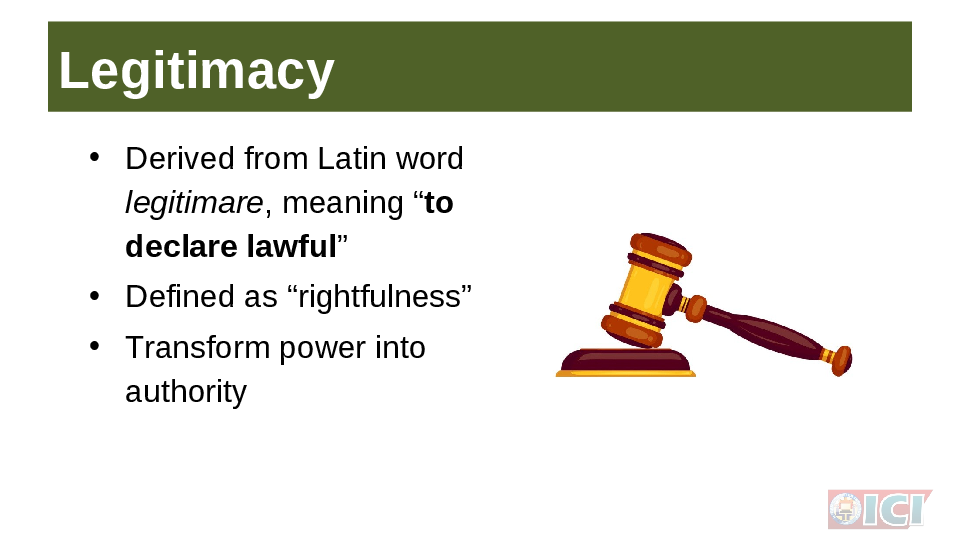 Legitimacy
• Derived from Latin word
legitimare, meaning “to
declare lawful”
• Defined as “rightfulness”
• Transform power into
authority
ICI